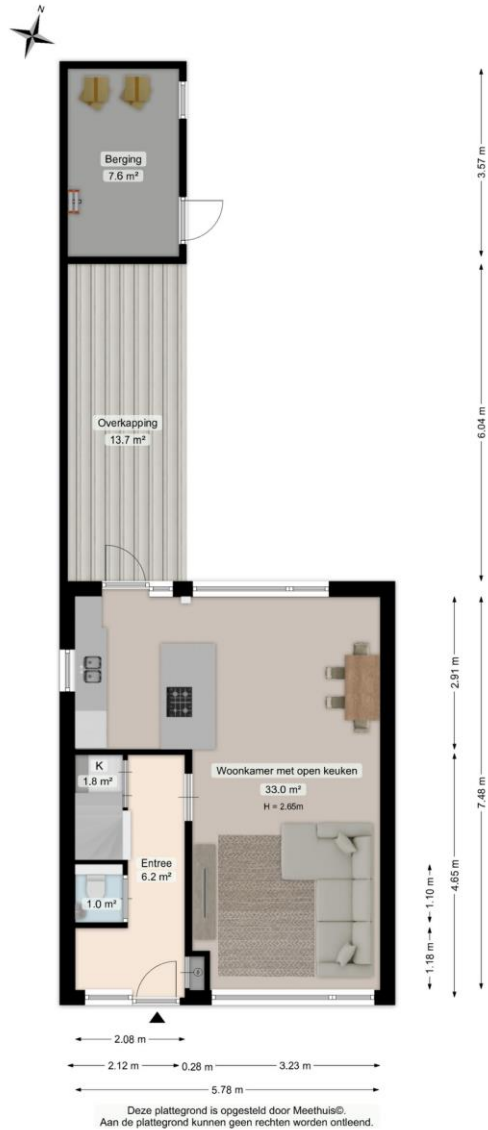 N
Berging
7.6 m²
3.57 m
Overkapping
13.7 m²
6.04 m
2.91 m
K
1.8 m²
Woonkamer met open keuken
33.0 m²
H = 2.65m
7.48 m
Entree
6.2 m²
4.65 m
1.10 m
1.0 m²
1.18 m
2.08 m
2.12 m
0.28 m
3.23 m
5.78 m
Deze plattegrond is opgesteld door Meethuis©.
Aan de plattegrond kunnen geen rechten worden ontleend.